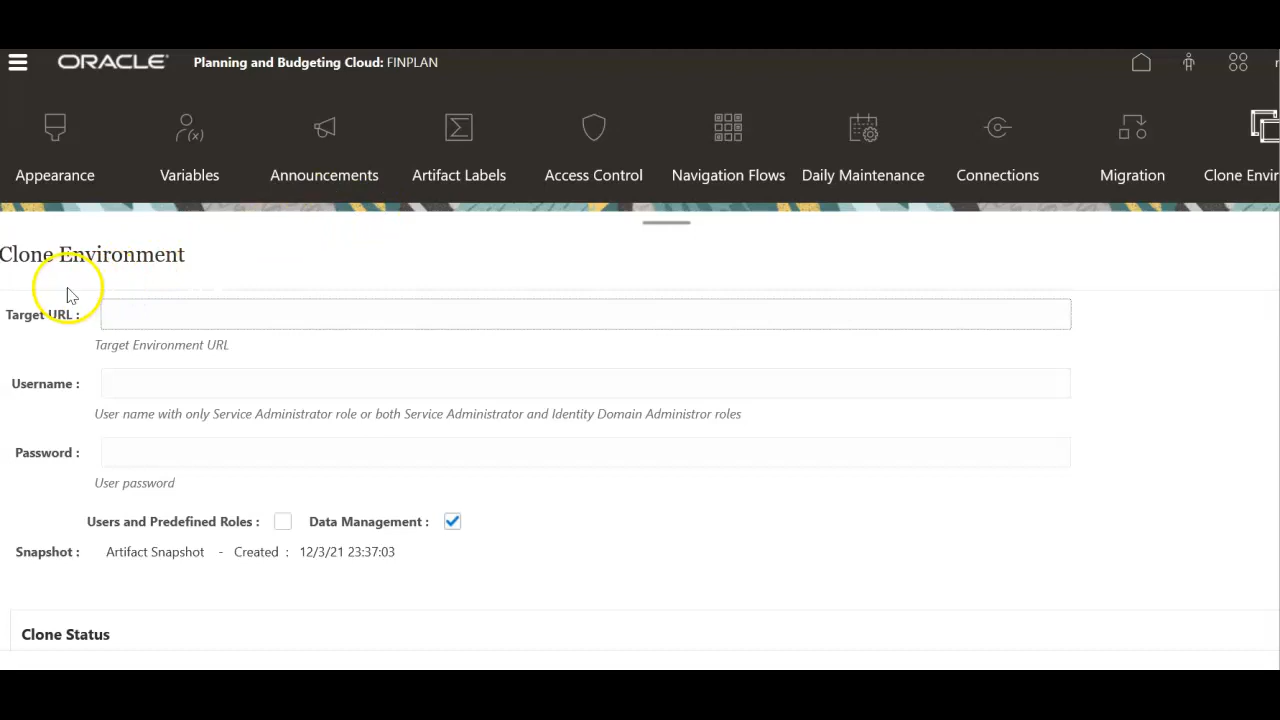 ORACLE Planning and Budgeting Cloud: FINPLAN
(x)
Appearance Variables Announcements Artifact Labels Access Control Navigation Flows Daily Maintenance Connections Migration Clone Envir
Clone Environment
Target URL :
Target Environment URL
Username :
User name with only Service Administrator role or both Service Administrator and Identity Domain Administror roles
Password :
User password
Users and Predefined Roles : Data Management :
Snapshot : Artifact Snapshot - Created : 12/3/21 23:37:03
Clone Status